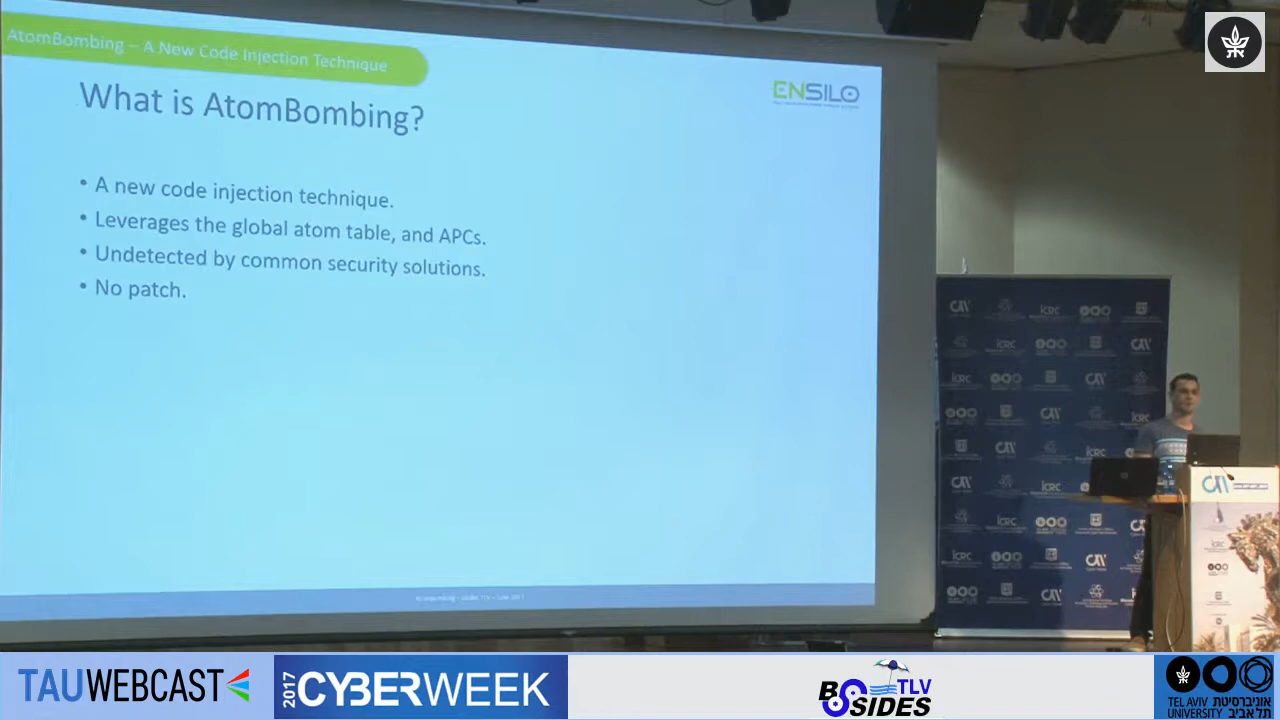 AtomBombing – A New Code Injection Technique
ENSILO
What is AtomBombing?
• A new code injection technique.
• Leverages the global atom table, and APCs.
• Undetected by common security solutions.
• No patch.
TAUWEBCAST
2017
CYBERWEEK
BSIDES
TLV
TEL AVIV
UNIVERSITY
אוניברסיטת
תל אביב